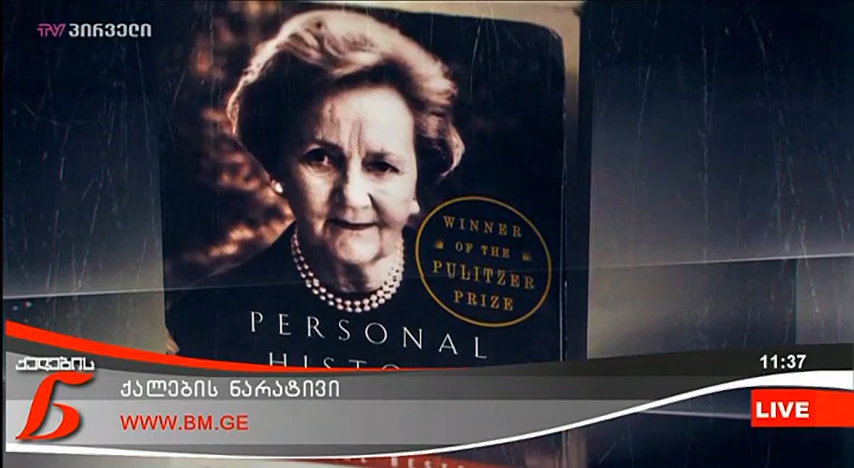 TV პირველი
WINNER
OF THE
PULITZER
PRIZE
PERSONAL
ქალების ნარატივი
11:37
WWW.BM.GE
LIVE